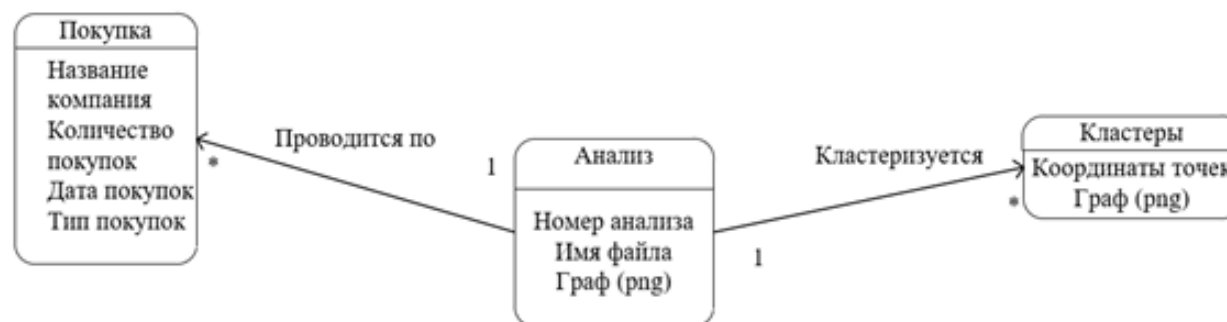 Покупка
Название
компания
Количество
покупок
Дата покупок
Тип покупок
*
Проводится по
1
Анализ
Номер анализа
Имя файла
Граф (png)
Кластеризуется
1
*
Кластеры
Координаты точек
Граф (png)